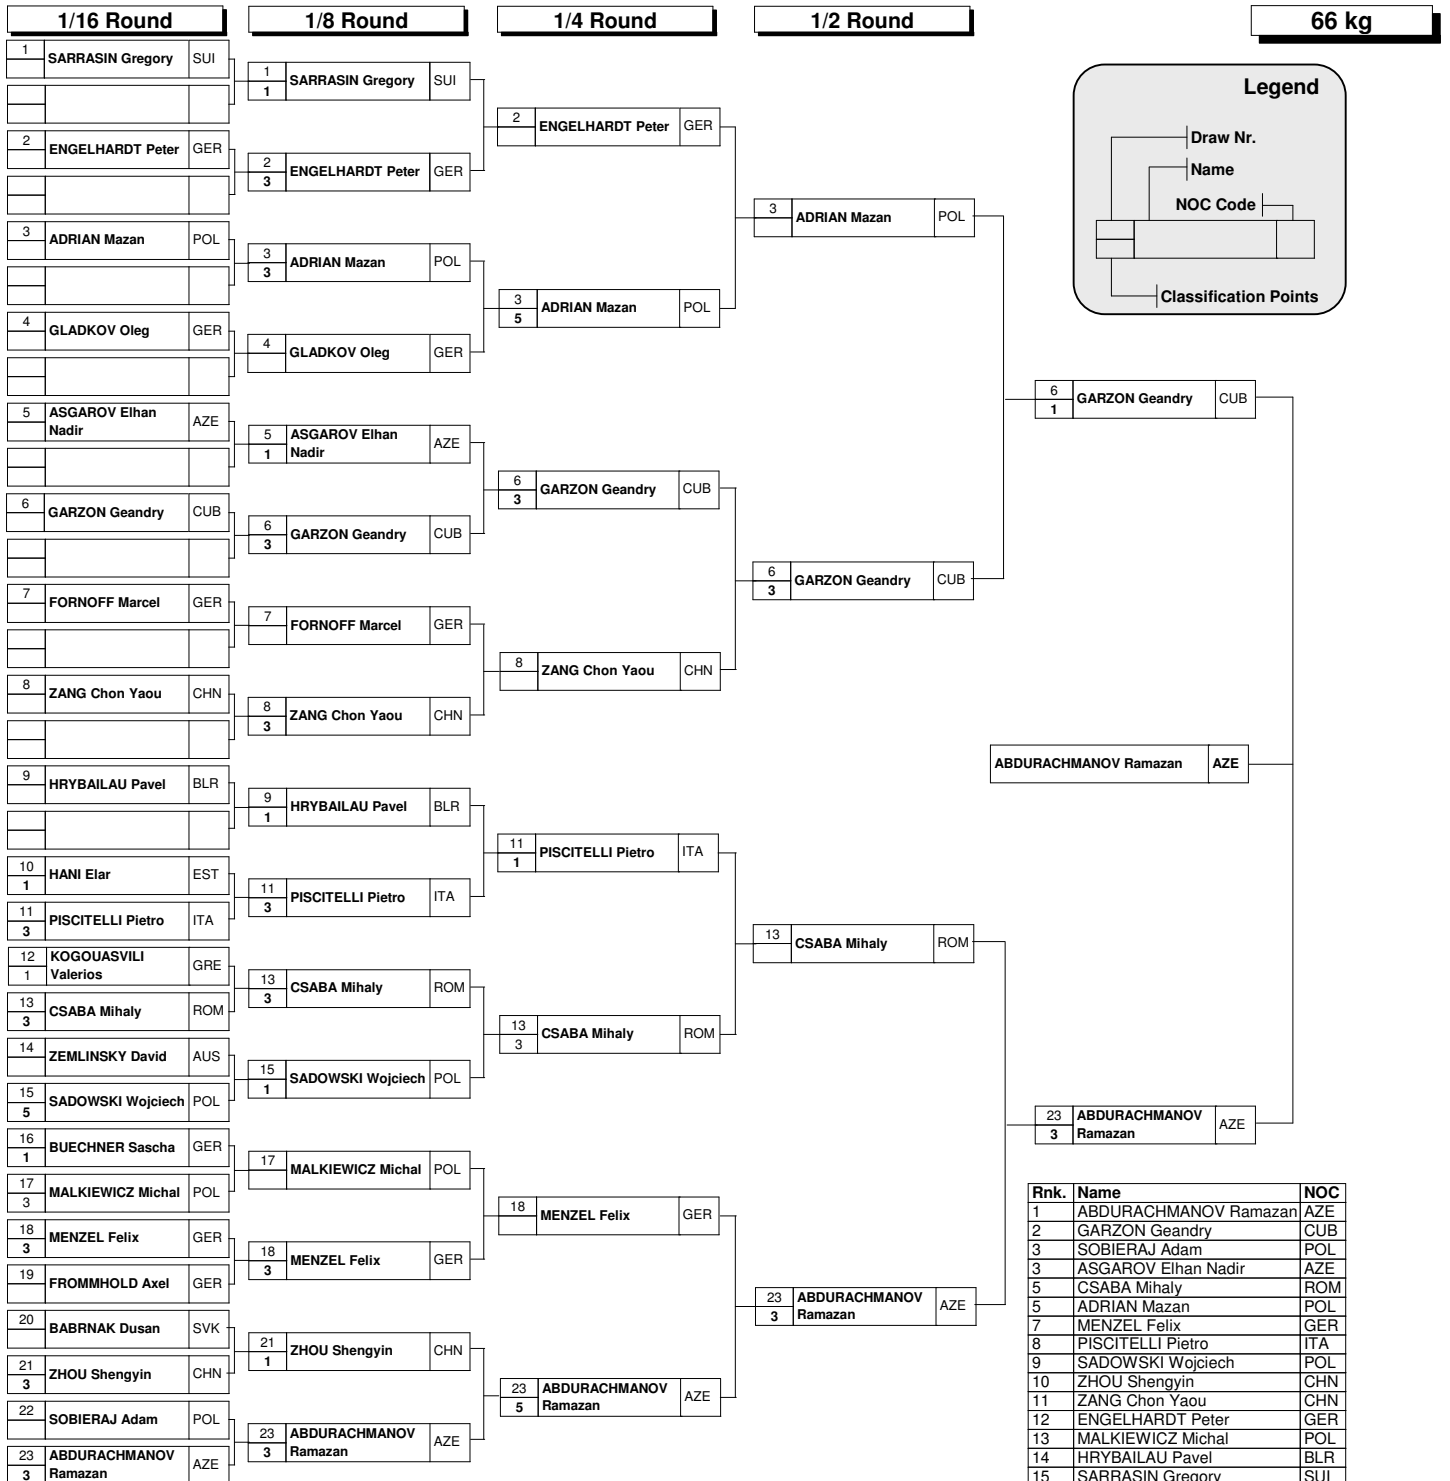 1/16 Round
1/8 Round
1/4 Round
1/2 Round
66 kg
1
SARRASIN Gregory SUI
2
ENGELHARDT Peter GER
3
ADRIAN Mazan POL
4
GLADKOV Oleg GER
5
ASGAROV Elhan
Nadir
AZE
6
GARZON Geandry CUB
7
FORNOFF Marcel GER
8
ZANG Chon Yaou CHN
9
HRYBAILAU Pavel BLR
10
1
HANI Elar EST
11
3
PISCITELLI Pietro ITA
12
1
KOGOUASVILI
Valerios
GRE
13
3
CSABA Mihaly ROM
14
ZEMLINSKY David AUS
15
5
SADOWSKI Wojciech POL
16
1
BUECHNER Sascha GER
17
3
MALKIEWICZ Michal POL
18
3
MENZEL Felix GER
19
FROMMHOLD Axel GER
20
BABRNAK Dusan SVK
21
3
ZHOU Shengyin CHN
22
SOBIERAJ Adam POL
23
3
ABDURACHMANOV
Ramazan
AZE
1
1
SARRASIN Gregory SUI
2
3
ENGELHARDT Peter GER
3
3
ADRIAN Mazan POL
4
GLADKOV Oleg GER
5
1
ASGAROV Elhan
Nadir
AZE
6
3
GARZON Geandry CUB
7
FORNOFF Marcel GER
8
3
ZANG Chon Yaou CHN
9
1
HRYBAILAU Pavel BLR
11
3
PISCITELLI Pietro ITA
13
3
CSABA Mihaly ROM
15
1
SADOWSKI Wojciech POL
17
MALKIEWICZ Michal POL
18
3
MENZEL Felix GER
21
1
ZHOU Shengyin CHN
23
3
ABDURACHMANOV
Ramazan
AZE
2
ENGELHARDT Peter GER
3
5
ADRIAN Mazan POL
6
3
GARZON Geandry CUB
8
ZANG Chon Yaou CHN
11
1
PISCITELLI Pietro ITA
13
3
CSABA Mihaly ROM
18
MENZEL Felix GER
23
5
ABDURACHMANOV
Ramazan
AZE
3
ADRIAN Mazan POL
6
3
GARZON Geandry CUB
13
CSABA Mihaly ROM
23
3
ABDURACHMANOV
Ramazan
AZE
Legend
Draw Nr.
Name
NOC Code
Classification Points
6
1
GARZON Geandry CUB
ABDURACHMANOV Ramazan AZE
23
3
ABDURACHMANOV
Ramazan
AZE
Rnk. Name NOC
1 ABDURACHMANOV Ramazan AZE
2 GARZON Geandry CUB
3 SOBIERAJ Adam POL
3 ASGAROV Elhan Nadir AZE
5 CSABA Mihaly ROM
5 ADRIAN Mazan POL
7 MENZEL Felix GER
8 PISCITELLI Pietro ITA
9 SADOWSKI Wojciech POL
10 ZHOU Shengyin CHN
11 ZANG Chon Yaou CHN
12 ENGELHARDT Peter GER
13 MALKIEWICZ Michal POL
14 HRYBAILAU Pavel BLR
15 SARRASIN Gregory SUI